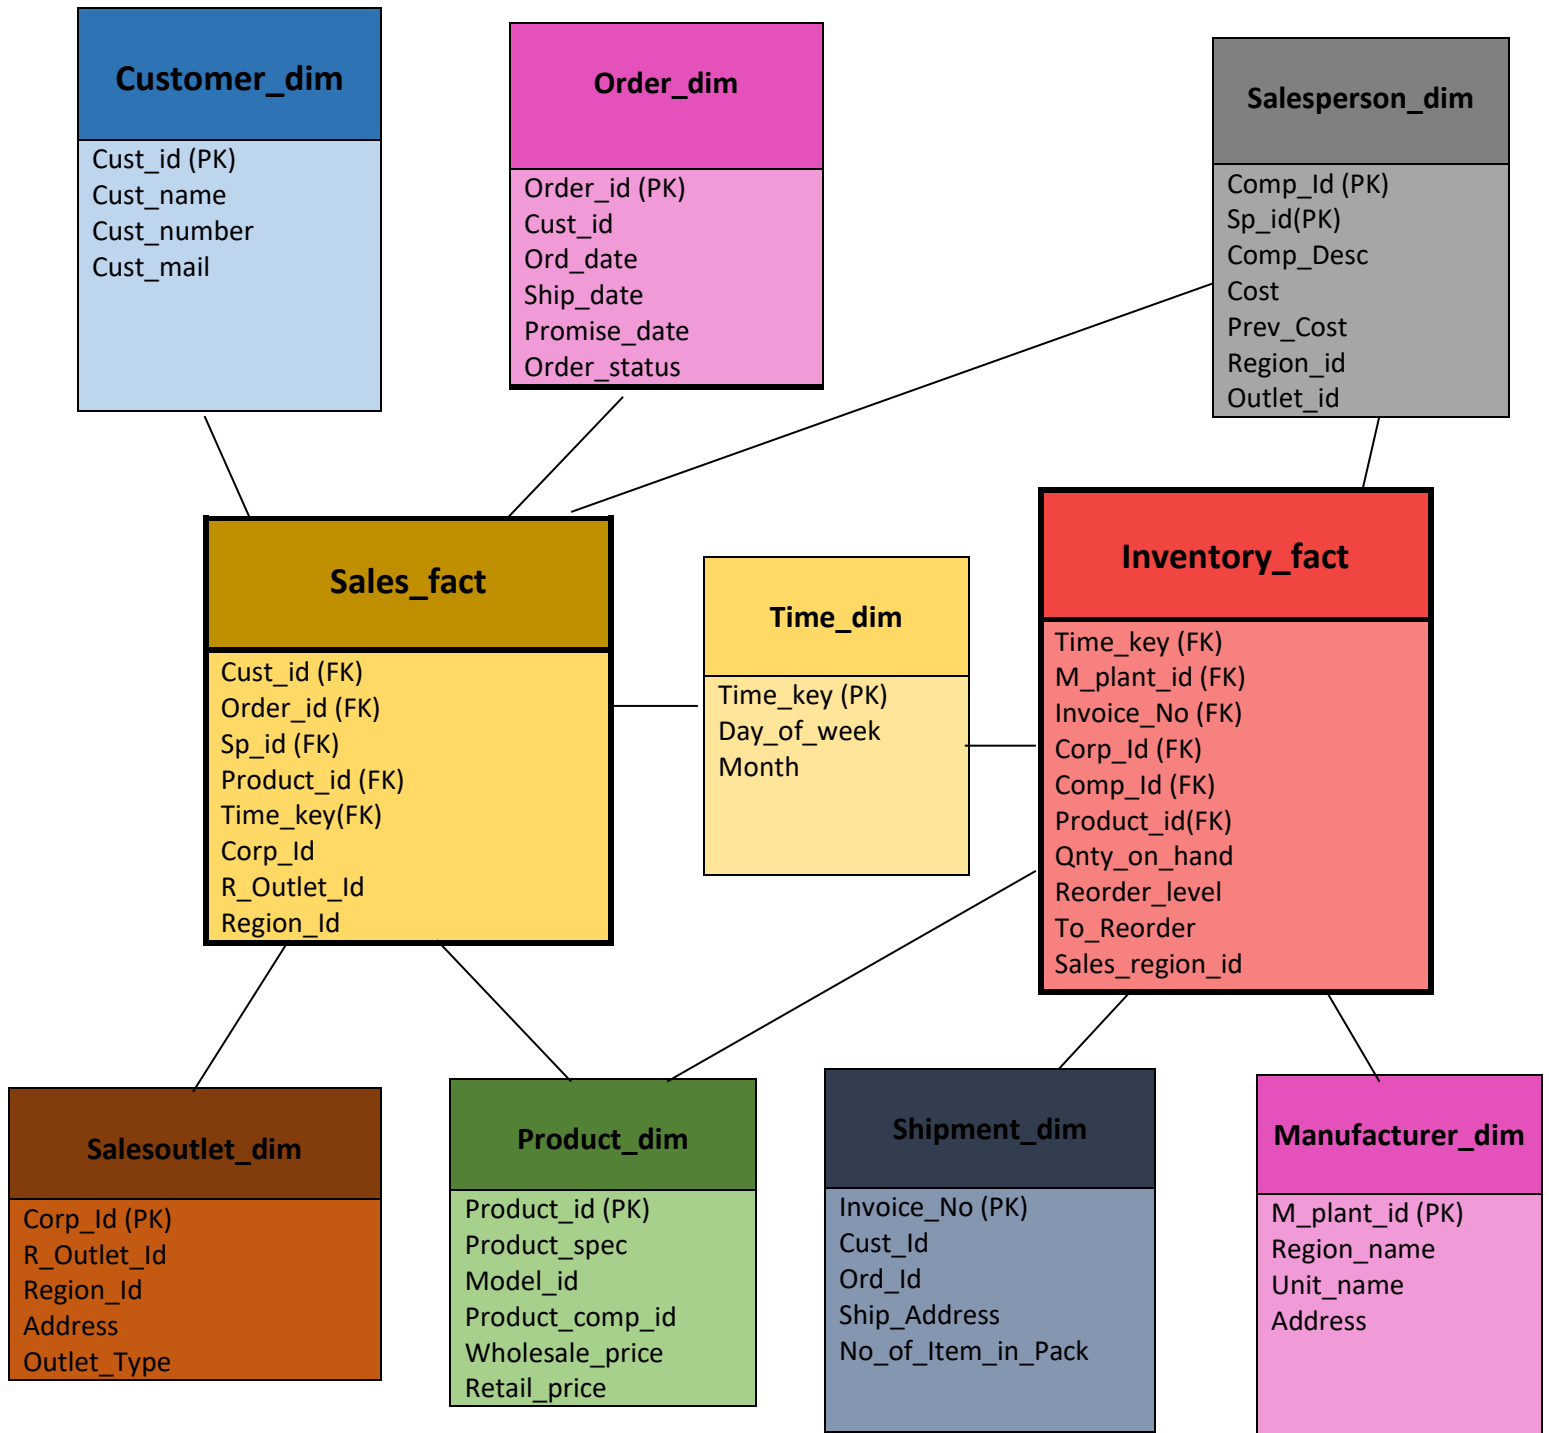 Customer_dim
Cust_id (PK)
Cust_name
Cust_number
Cust_mail
Order_dim
Order_id (PK)
Cust_id
Ord_date
Ship_date
Promise_date
Order_status
Salesperson_dim
Comp_Id (PK)
Sp_id(PK)
Comp_Desc
Cost
Prev_Cost
Region_id
Outlet_id
Sales_fact
Cust_id (FK)
Order_id (FK)
Sp_id (FK)
Product_id (FK)
Time_key(FK)
Corp_Id
R_Outlet_Id
Region_Id
Time_dim
Time_key (PK)
Day_of_week
Month
Inventory_fact
Time_key (FK)
M_plant_id (FK)
Invoice_No (FK)
Corp_Id (FK)
Comp_Id (FK)
Product_id(FK)
Qnty_on_hand
Reorder_level
To_Reorder
Sales_region_id
Salesoutlet_dim
Corp_Id (PK)
R_Outlet_Id
Region_Id
Address
Outlet_Type
Product_dim
Product_id (PK)
Product_spec
Model_id
Product_comp_id
Wholesale_price
Retail_price
Shipment_dim
Invoice_No (PK)
Cust_Id
Ord_Id
Ship_Address
No_of_Item_in_Pack
Manufacturer_dim
M_plant_id (PK)
Region_name
Unit_name
Address